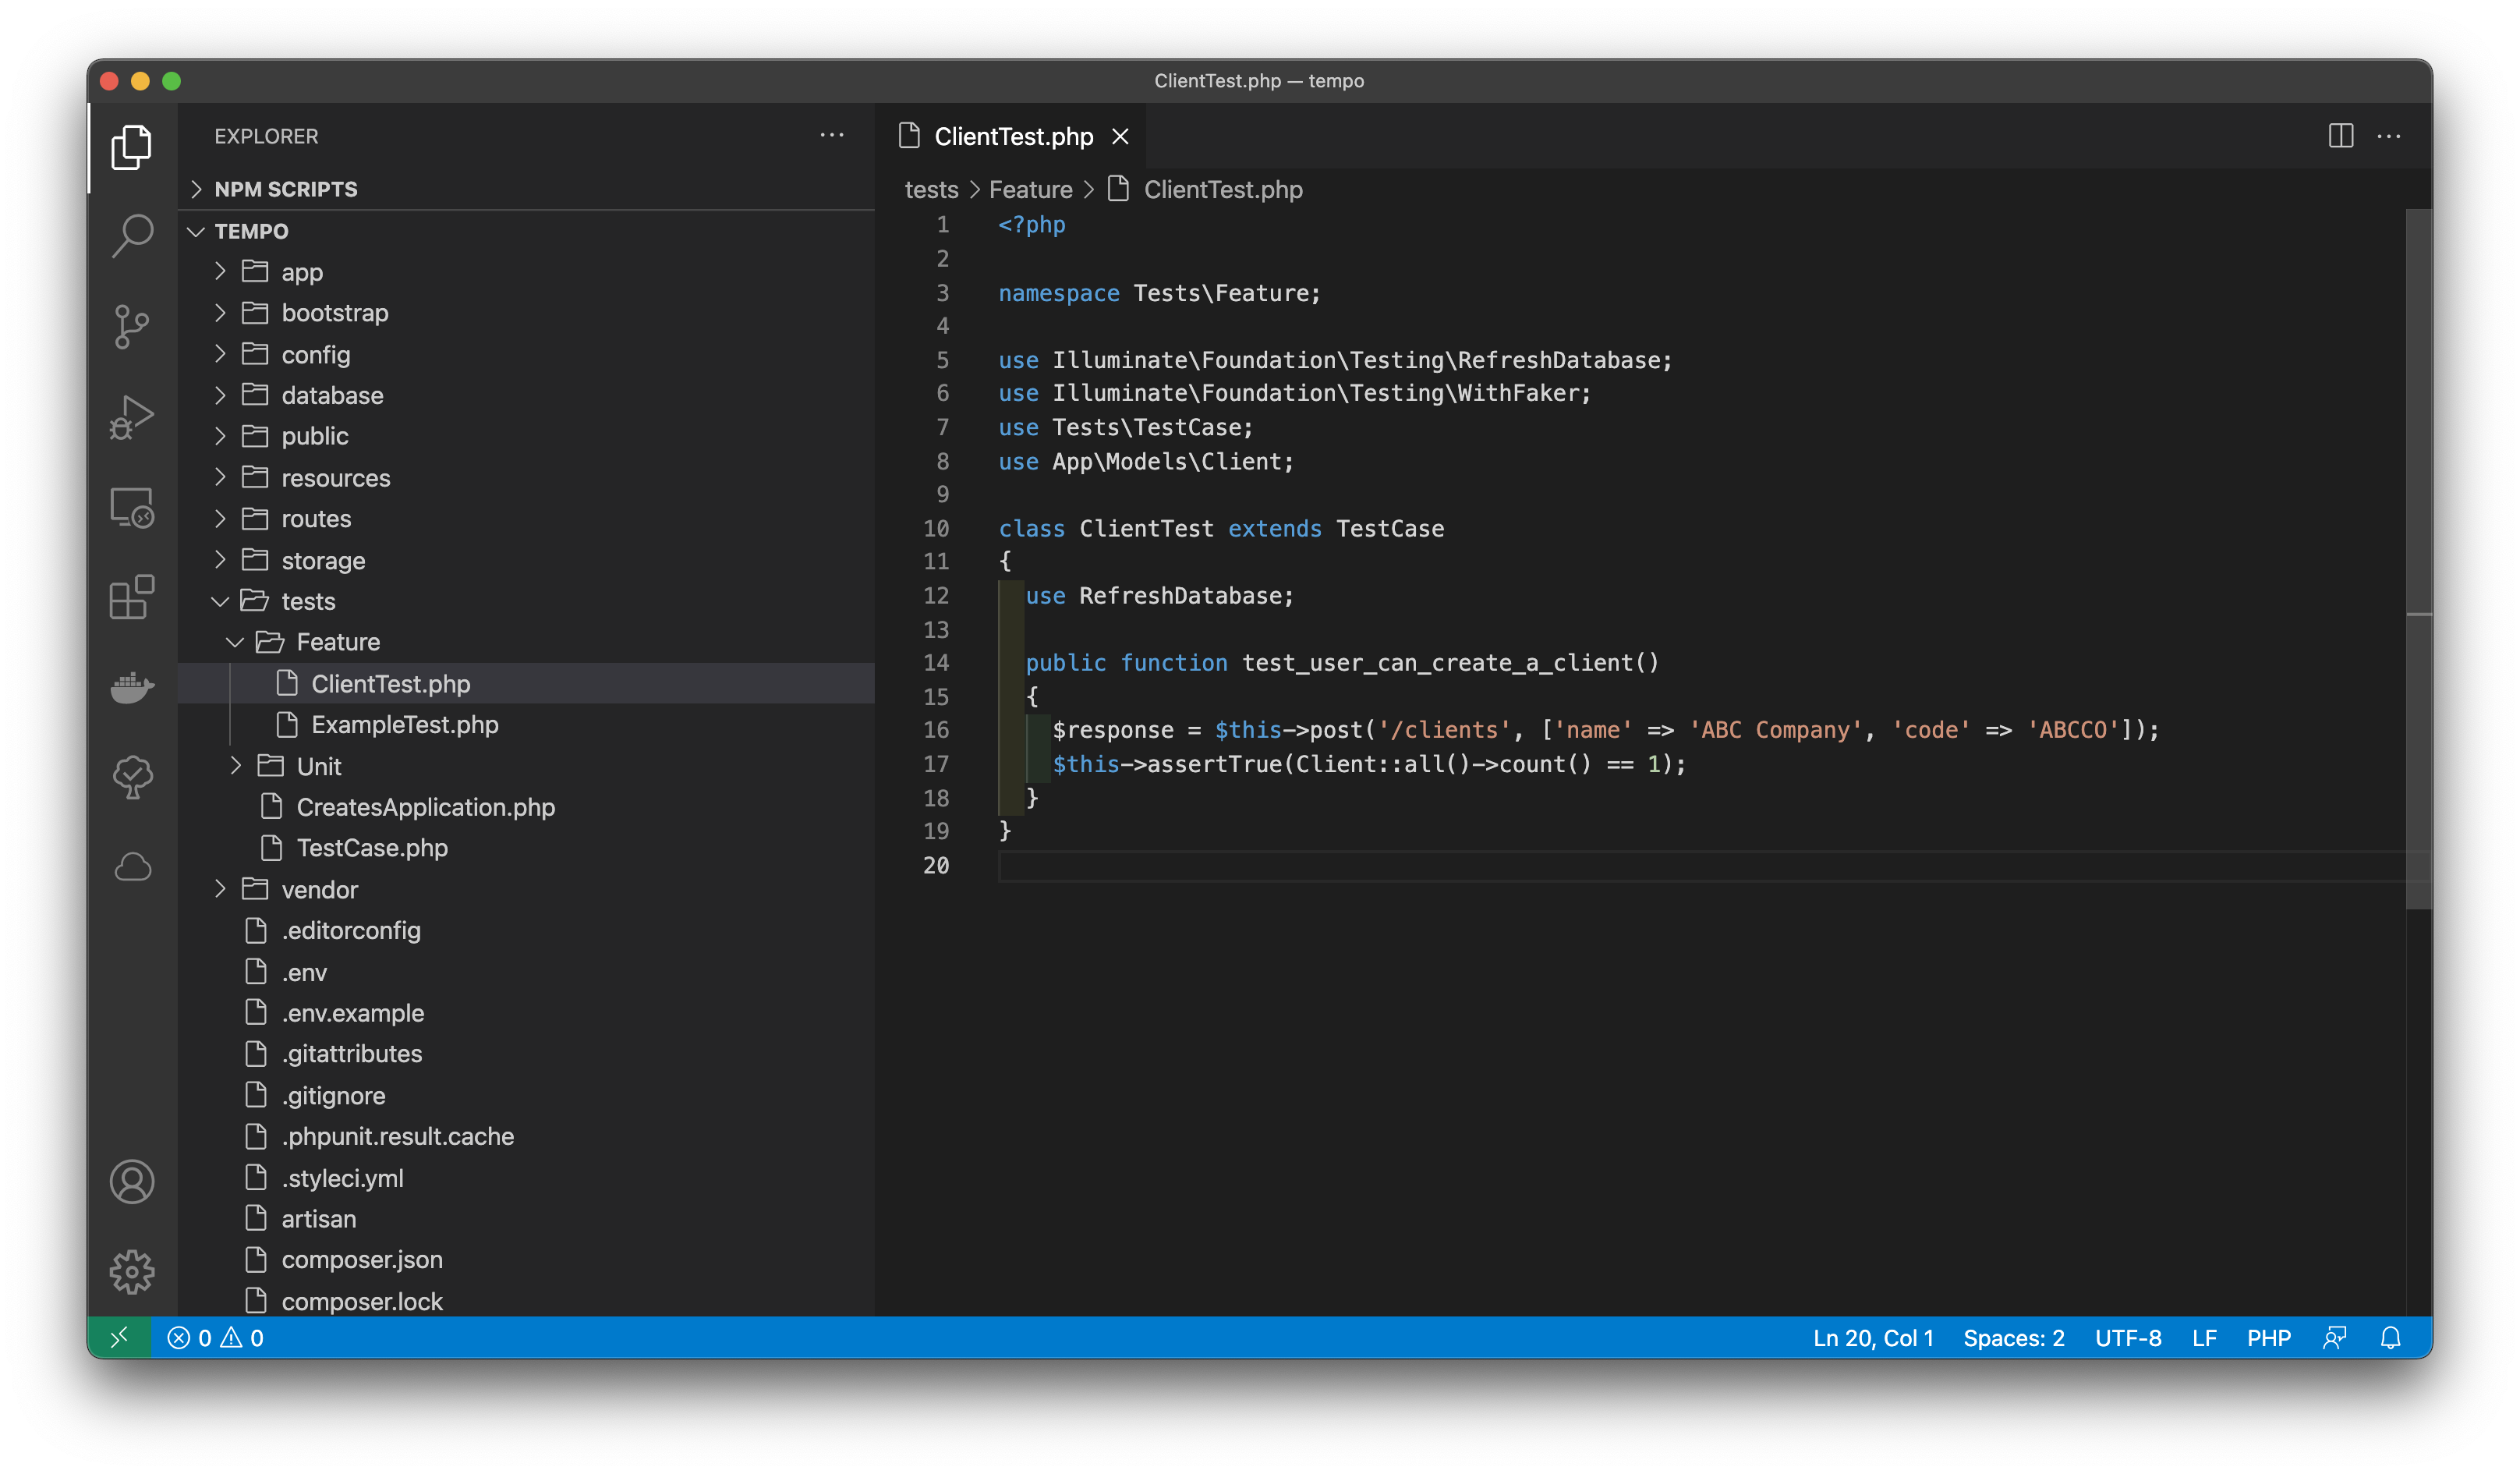 ClientTest.php — tempo
EXPLORER
NPM SCRIPTS
TEMPO
app
bootstrap
config
database
public
resources
routes
storage
tests
Feature
ClientTest.php
ExampleTest.php
Unit
CreatesApplication.php
TestCase.php
vendor
.editorconfig
.env
.env.example
.gitattributes
.gitignore
.phpunit.result.cache
.styleci.yml
artisan
composer.json
composer.lock
ClientTest.php
tests > Feature > ClientTest.php
1 <?php
2
3 namespace Tests\Feature;
4
5 use Illuminate\Foundation\Testing\RefreshDatabase;
6 use Illuminate\Foundation\Testing\WithFaker;
7 use Tests\TestCase;
8 use App\Models\Client;
9
10 class ClientTest extends TestCase
11 {
12 use RefreshDatabase;
13
14 public function test_user_can_create_a_client()
15 {
16 $response = $this->post('/clients', ['name' => 'ABC Company', 'code' => 'ABCCO']);
17 $this->assertTrue(Client::all()->count() == 1);
18 }
19 }
20
0 0
Ln 20, Col 1 Spaces: 2 UTF-8 LF PHP